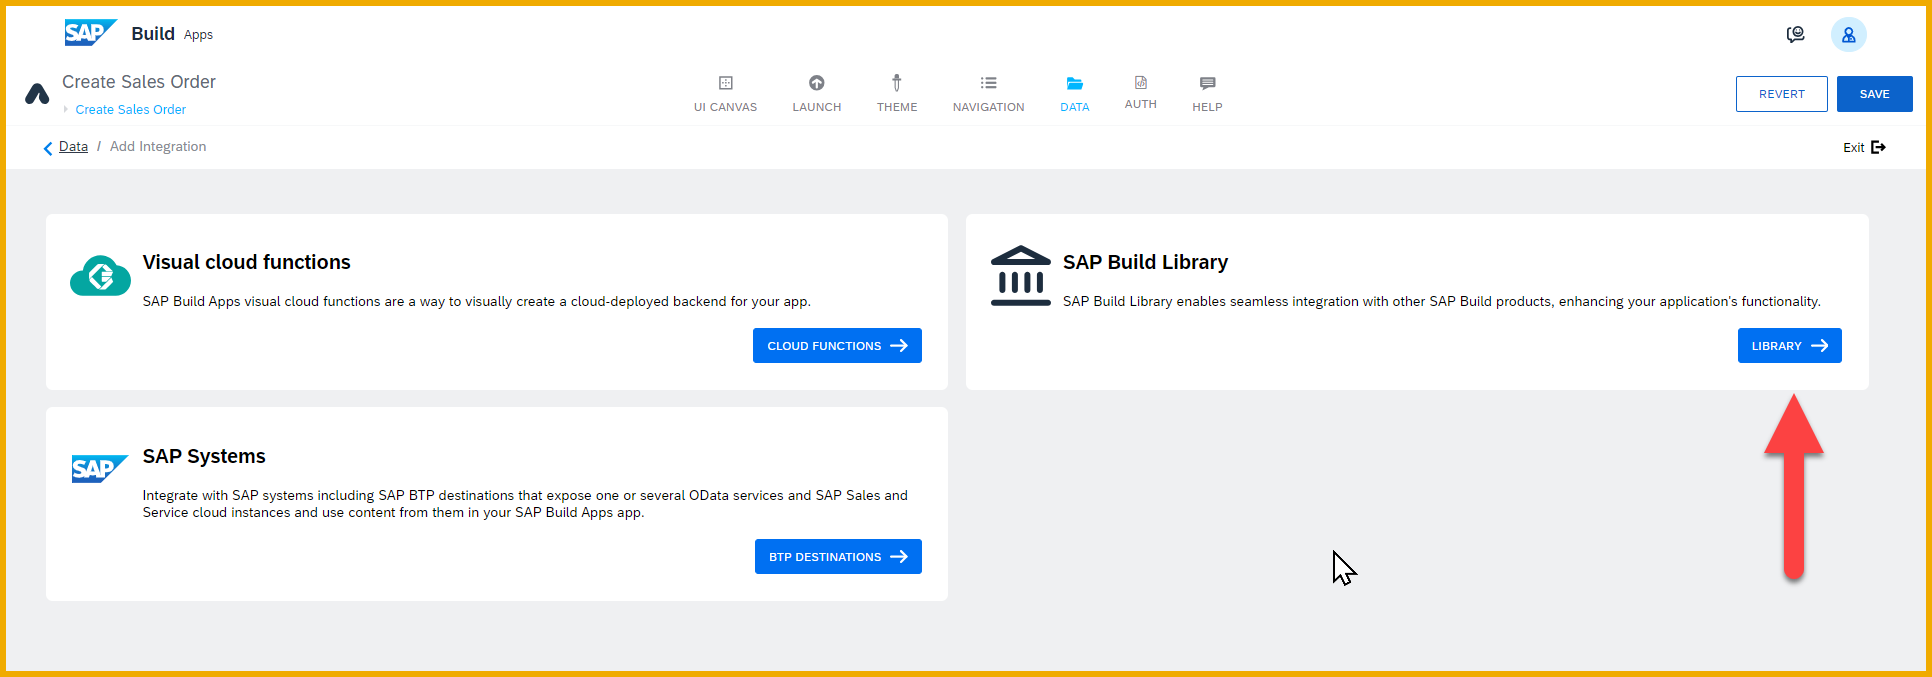 SAP Build Apps
Create Sales Order
Create Sales Order
UI CANVAS LAUNCH THEME NAVIGATION DATA AUTH HELP
REVERT SAVE
Data / Add Integration
Exit
Visual cloud functions
SAP Build Apps visual cloud functions are a way to visually create a cloud-deployed backend for your app.
CLOUD FUNCTIONS
SAP Build Library
SAP Build Library enables seamless integration with other SAP Build products, enhancing your application's functionality.
LIBRARY
SAP
SAP Systems
Integrate with SAP systems including SAP BTP destinations that expose one or several OData services and SAP Sales and
Service cloud instances and use content from them in your SAP Build Apps app.
BTP DESTINATIONS